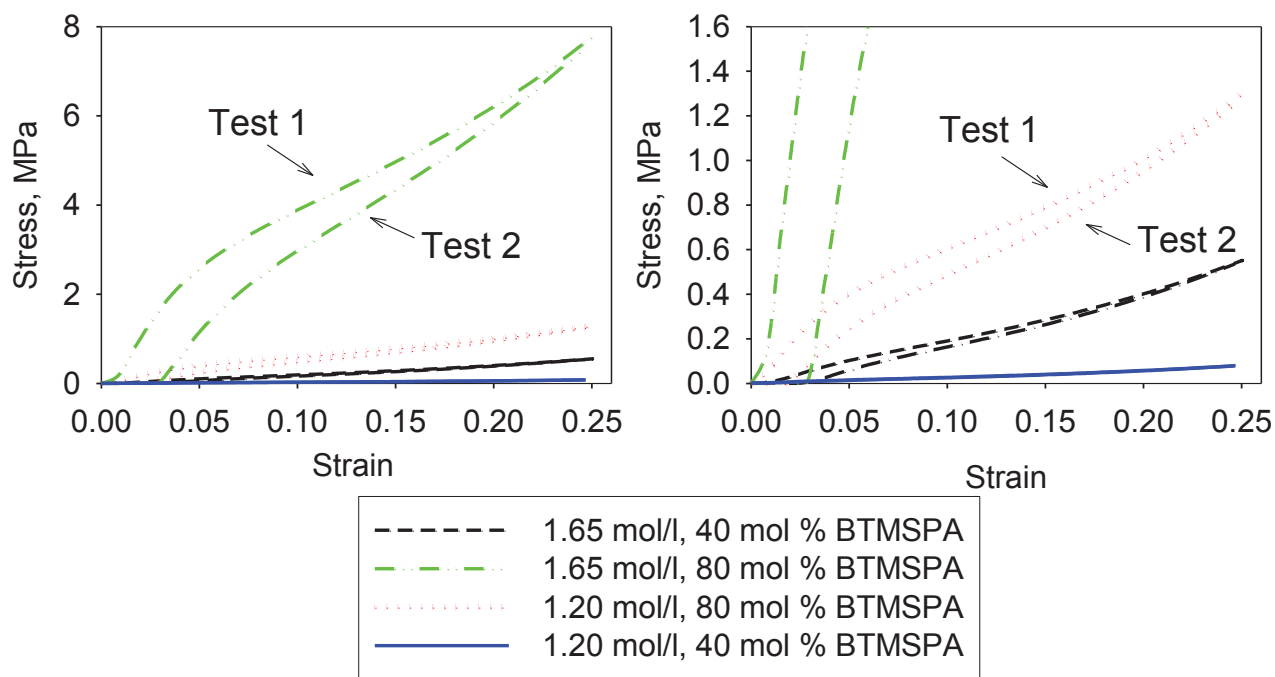 8
6
4
2
0
Stress, MPa
Test 1
Test 2
0.00 0.05 0.10 0.15 0.20 0.25
Strain
1.6
1.4
1.2
1.0
0.8
0.6
0.4
0.2
0.0
Stress, MPa
Test 1
Test 2
0.00 0.05 0.10 0.15 0.20 0.25
Strain
1.65 mol/l, 40 mol % BTMSPA
1.65 mol/l, 80 mol % BTMSPA
1.20 mol/l, 80 mol % BTMSPA
1.20 mol/l, 40 mol % BTMSPA